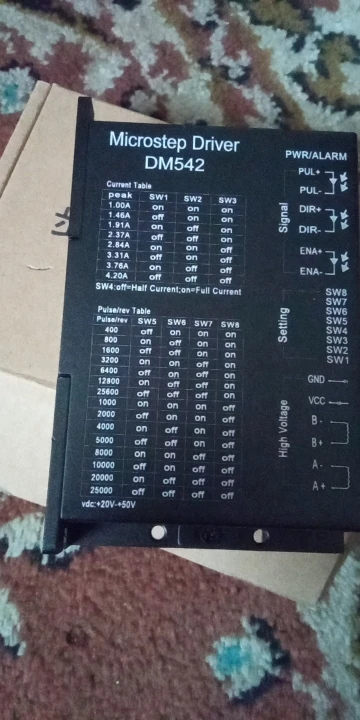 Microstep Driver
DM542
Current Table
peak SW1 SW2 SW3
1.00A on on on
1.46A off on on
1.91A on off on
2.37A off off on
2.84A on on off
3.31A off on off
3.76A on off off
4.20A off off off
SW4:off=Half Current;on=Full Current
Pulse/rev Table
Pulse/rev SW5 SW6 SW7 SW8
400 off on on on
800 on off on on
1600 off off on on
3200 on on off on
6400 off on off on
12800 on off off on
25600 off off off on
1000 on on on off
2000 off on on off
4000 on off on off
5000 off off on off
8000 on on off off
10000 off on off off
20000 on off off off
25000 off off off off
vdc:+20V-+50V
PWR/ALARM
Signal
PUL+
PUL-
DIR+
DIR-
ENA+
ENA-
Setting
SW8
SW7
SW6
SW5
SW4
SW3
SW2
SW1
High Voltage
GND
VCC
B -
B+
A -
A +